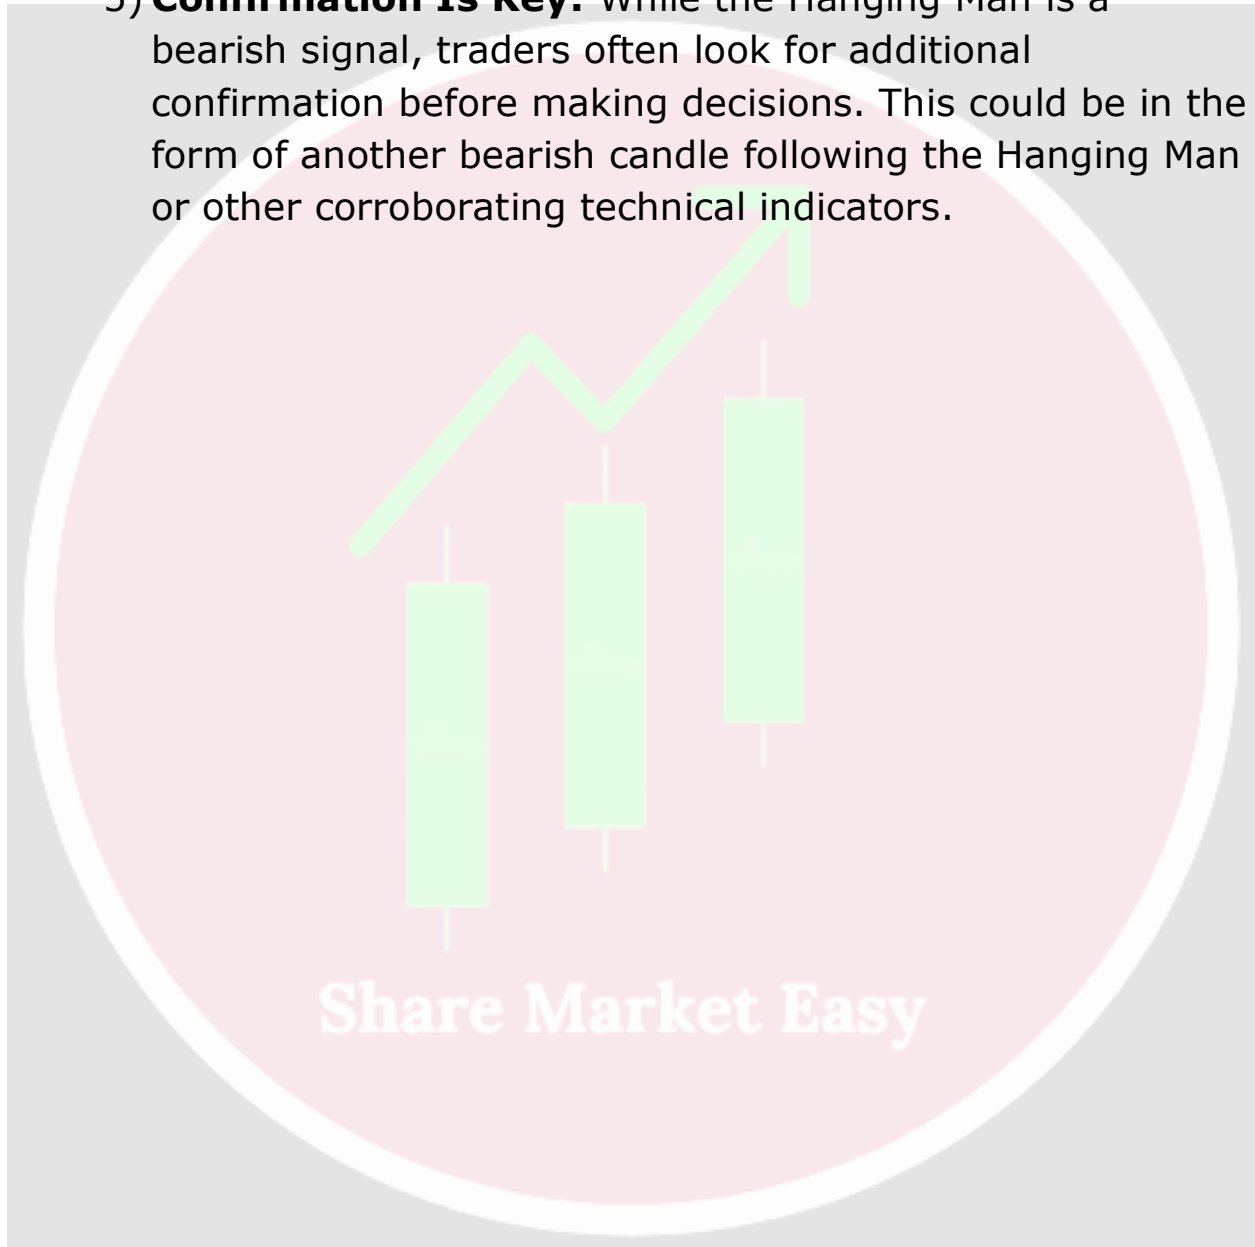 Confirmation Is Key: While the Hanging Man is a
bearish signal, traders often look for additional
confirmation before making decisions. This could be in the
form of another bearish candle following the Hanging Man
or other corroborating technical indicators.
Share Market Easy